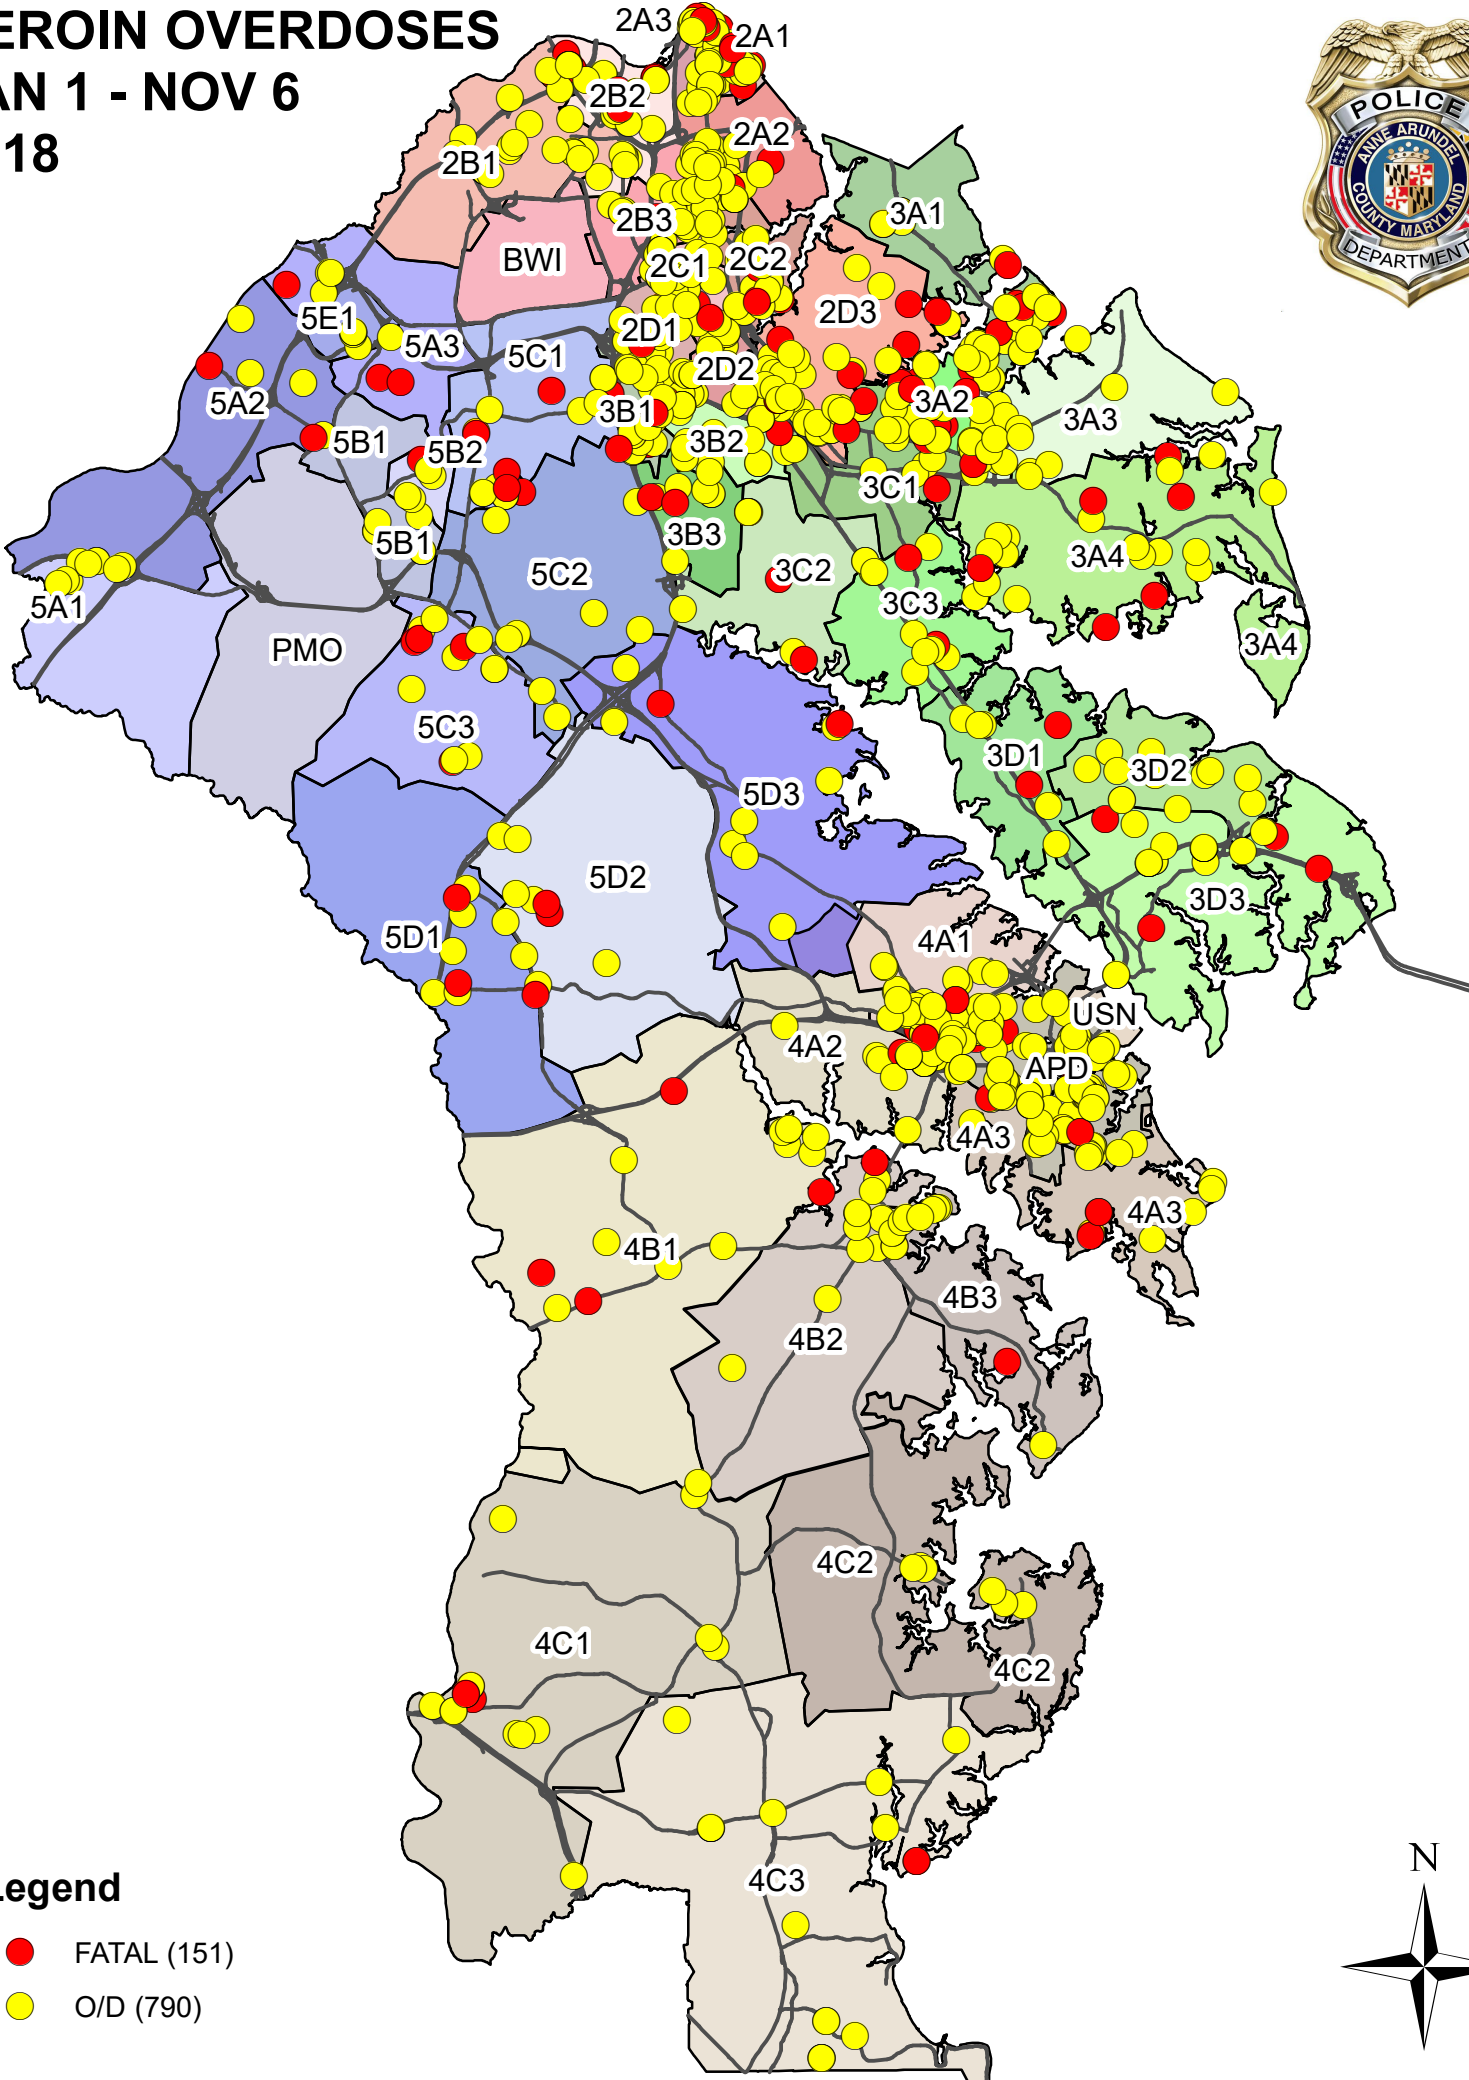 EROIN OVERDOSES
AN 1 - NOV 6
18
POLICE
ANNE ARUNDEL
COUNTY MARYLAND
DEPARTMENT
2A3
2A1
2B2
2A2
2B1
3A1
2B3
BWI
2C1
2C2
5E1
2D3
5A3
2D1
5C1
2D2
5A2
3A2
3B1
3A3
5B1
5B2
3B2
3C1
5B1
3B3
3A4
5C2
3C2
5A1
3C3
PMO
3A4
5C3
3D1
3D2
5D3
5D2
3D3
5D1
4A1
USN
4A2
APD
4A3
4A3
4B1
4B3
4B2
4C2
4C1
4C2
4C3
N
Legend
FATAL (151)
O/D (790)